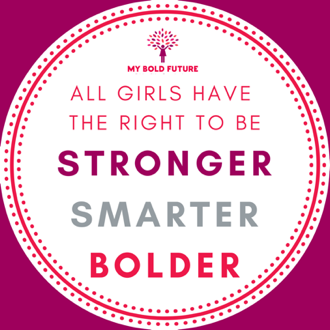 MY BOLD FUTURE
ALL GIRLS HAVE
THE RIGHT TO BE
STRONGER
SMARTER
BOLDER